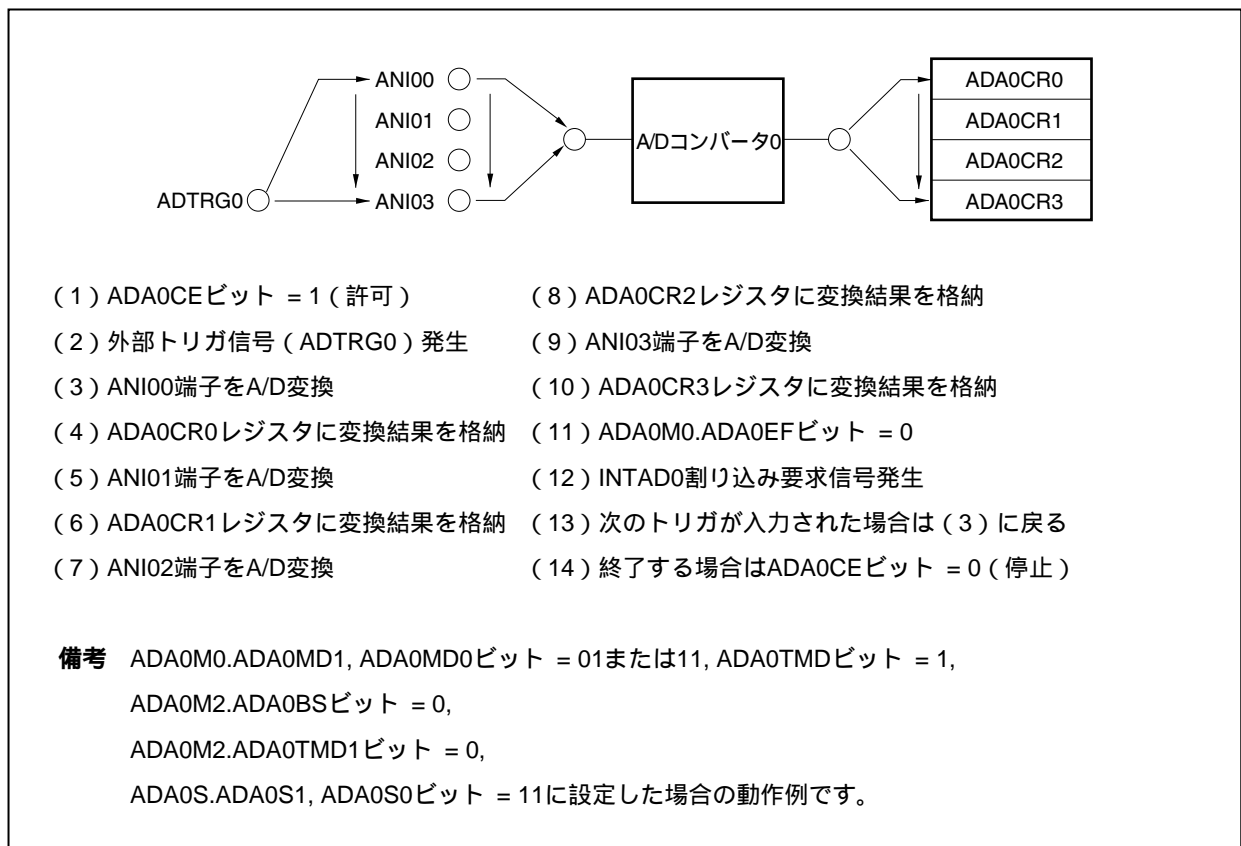 ANI00
ANI01
ANI02
ADTRG0
ANI03
A/Dコンバータ0
ADA0CR0
ADA0CR1
ADA0CR2
ADA0CR3
（1）ADA0CEビット = 1（許可）
（2）外部トリガ信号（ADTRG0）発生
（3）ANI00端子をA/D変換
（4）ADA0CR0レジスタに変換結果を格納
（5）ANI01端子をA/D変換
（6）ADA0CR1レジスタに変換結果を格納
（7）ANI02端子をA/D変換
（8）ADA0CR2レジスタに変換結果を格納
（9）ANI03端子をA/D変換
（10）ADA0CR3レジスタに変換結果を格納
（11）ADA0M0.ADA0EFビット = 0
（12）INTAD0割り込み要求信号発生
（13）次のトリガが入力された場合は（3）に戻る
（14）終了する場合はADA0CEビット = 0（停止）
備考 ADA0M0.ADA0MD1, ADA0MD0ビット = 01または11, ADA0TMDビット = 1,
ADA0M2.ADA0BSビット = 0,
ADA0M2.ADA0TMD1ビット = 0,
ADA0S.ADA0S1, ADA0S0ビット = 11に設定した場合の動作例です。